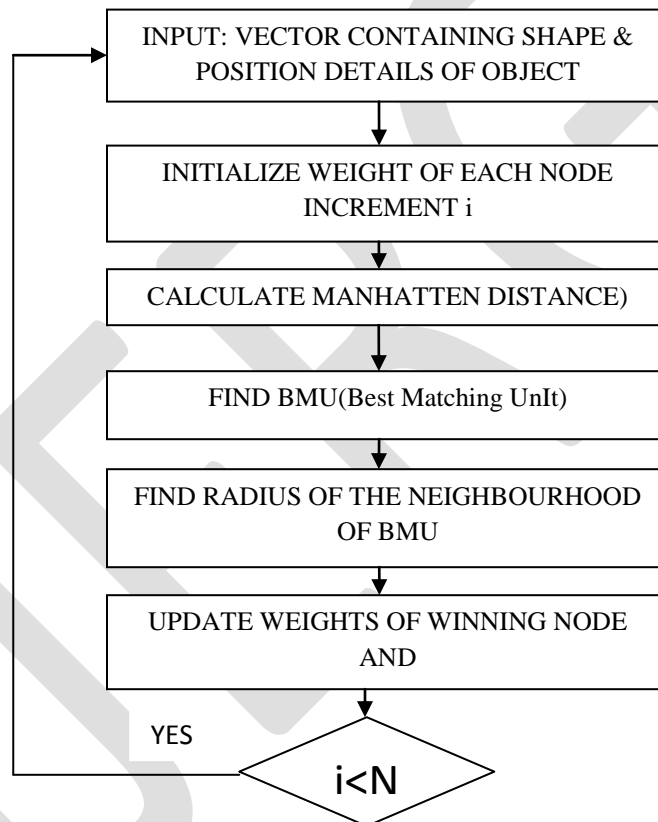 INPUT: VECTOR CONTAINING SHAPE &
POSITION DETAILS OF OBJECT
INITIALIZE WEIGHT OF EACH NODE
INCREMENT i
CALCULATE MANHATTEN DISTANCE)
FIND BMU(Best Matching UnIt)
FIND RADIUS OF THE NEIGHBOURHOOD
OF BMU
UPDATE WEIGHTS OF WINNING NODE
AND
YES
i<N